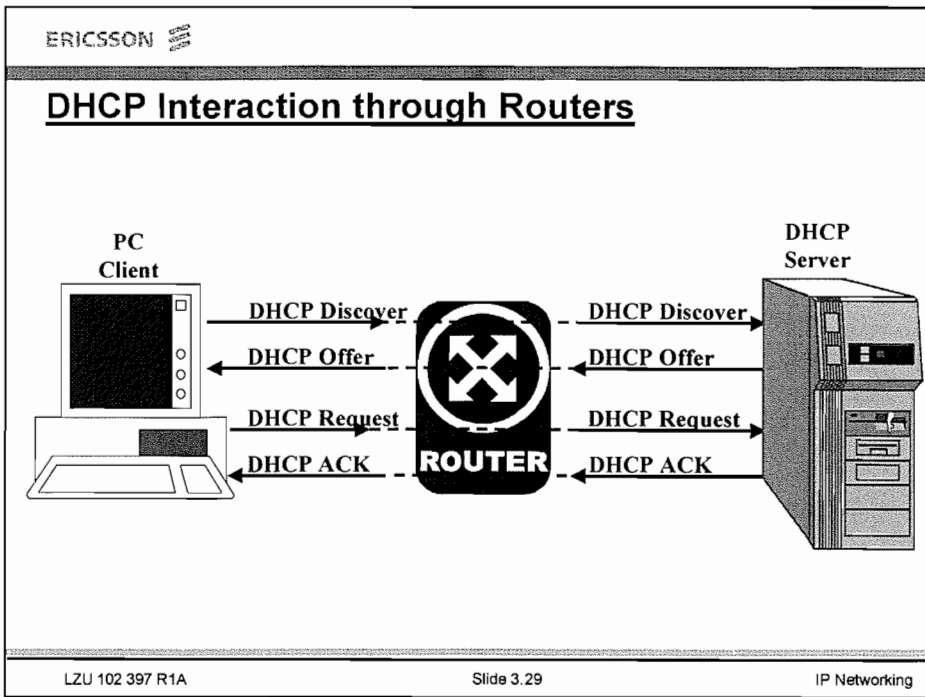 ERICSSON
DHCP Interaction through Routers
PC
Client
DHCP
Server
DHCP Discover
DHCP Discover
DHCP Offer
DHCP Offer
DHCP Request
DHCP Request
DHCP ACK
ROUTER
DHCP ACK
LZU 102 397 R1A
Slide 3.29
IP Networking